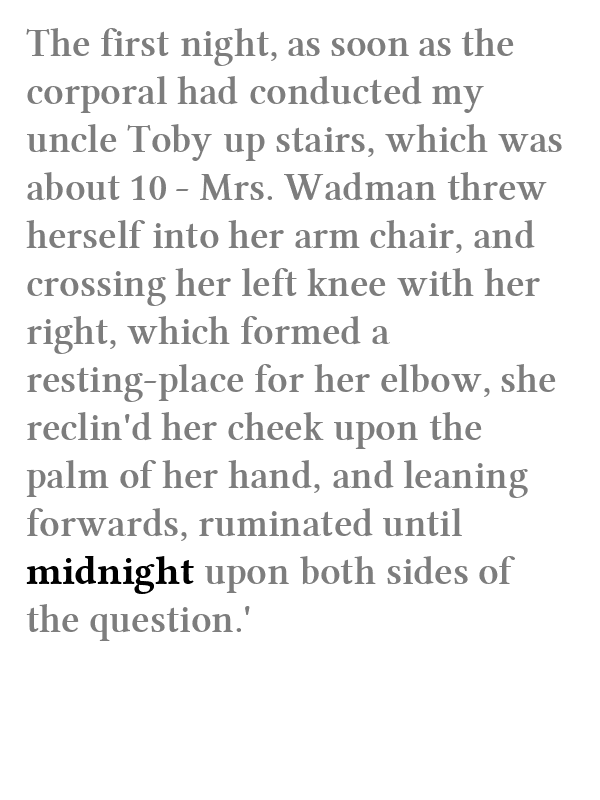 The first night, as soon as the
corporal had conducted my
uncle Toby up stairs, which was
about 10 - Mrs. Wadman threw
herself into her arm chair, and
crossing her left knee with her
right, which formed a
resting-place for her elbow, she
reclin'd her cheek upon the
palm of her hand, and leaning
forwards, ruminated until
midnight upon both sides of
the question.'